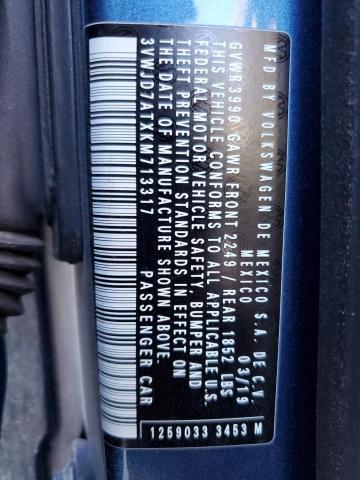 MFD BY VOLKSWAGEN DE MEXICO S.A. DE C.V.
MEXICO 03/19
GVWR3990 GAWR FRONT 2249 / REAR 1852 LBS
THIS VEHICLE CONFORMS TO ALL APPLICABLE U.S.
FEDERAL MOTOR VEHICLE SAFETY, BUMPER AND
THEFT PREVENTION STANDARDS IN EFFECT ON
THE DATE OF MANUFACTURE SHOWN ABOVE
3VWJD7ATXKM713317 PASSENGER CAR
1259033 3453 M